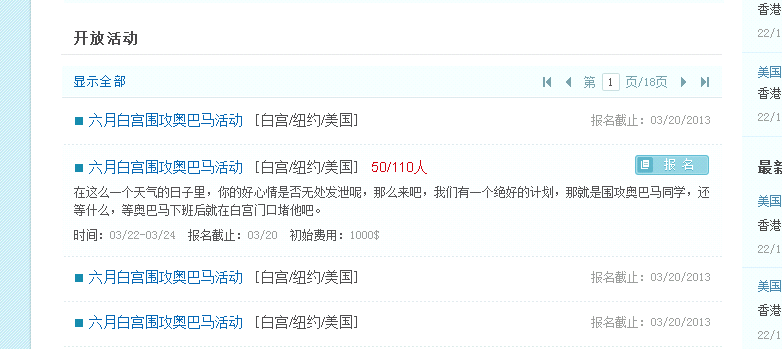 开放活动
显示全部 第 1 页/18页
■ 六月白宫围攻奥巴马活动 [白宫/纽约/美国] 报名截止：03/20/2013
■ 六月白宫围攻奥巴马活动 [白宫/纽约/美国] 50/110人 报 名
在这么一个天气的日子里，你的好心情是否无处发泄呢，那么来吧，我们有一个绝好的计划，那就是围攻奥巴马同学，还
等什么，等奥巴马下班后就在白宫门口堵他吧。
时间：03/22-03/24 报名截止：03/20 初始费用：1000$
■ 六月白宫围攻奥巴马活动 [白宫/纽约/美国] 报名截止：03/20/2013
■ 六月白宫围攻奥巴马活动 [白宫/纽约/美国] 报名截止：03/20/2013
香港
22/1
美国
香港
22/1
最新
美国
香港
22/1
美国
香港
22/1